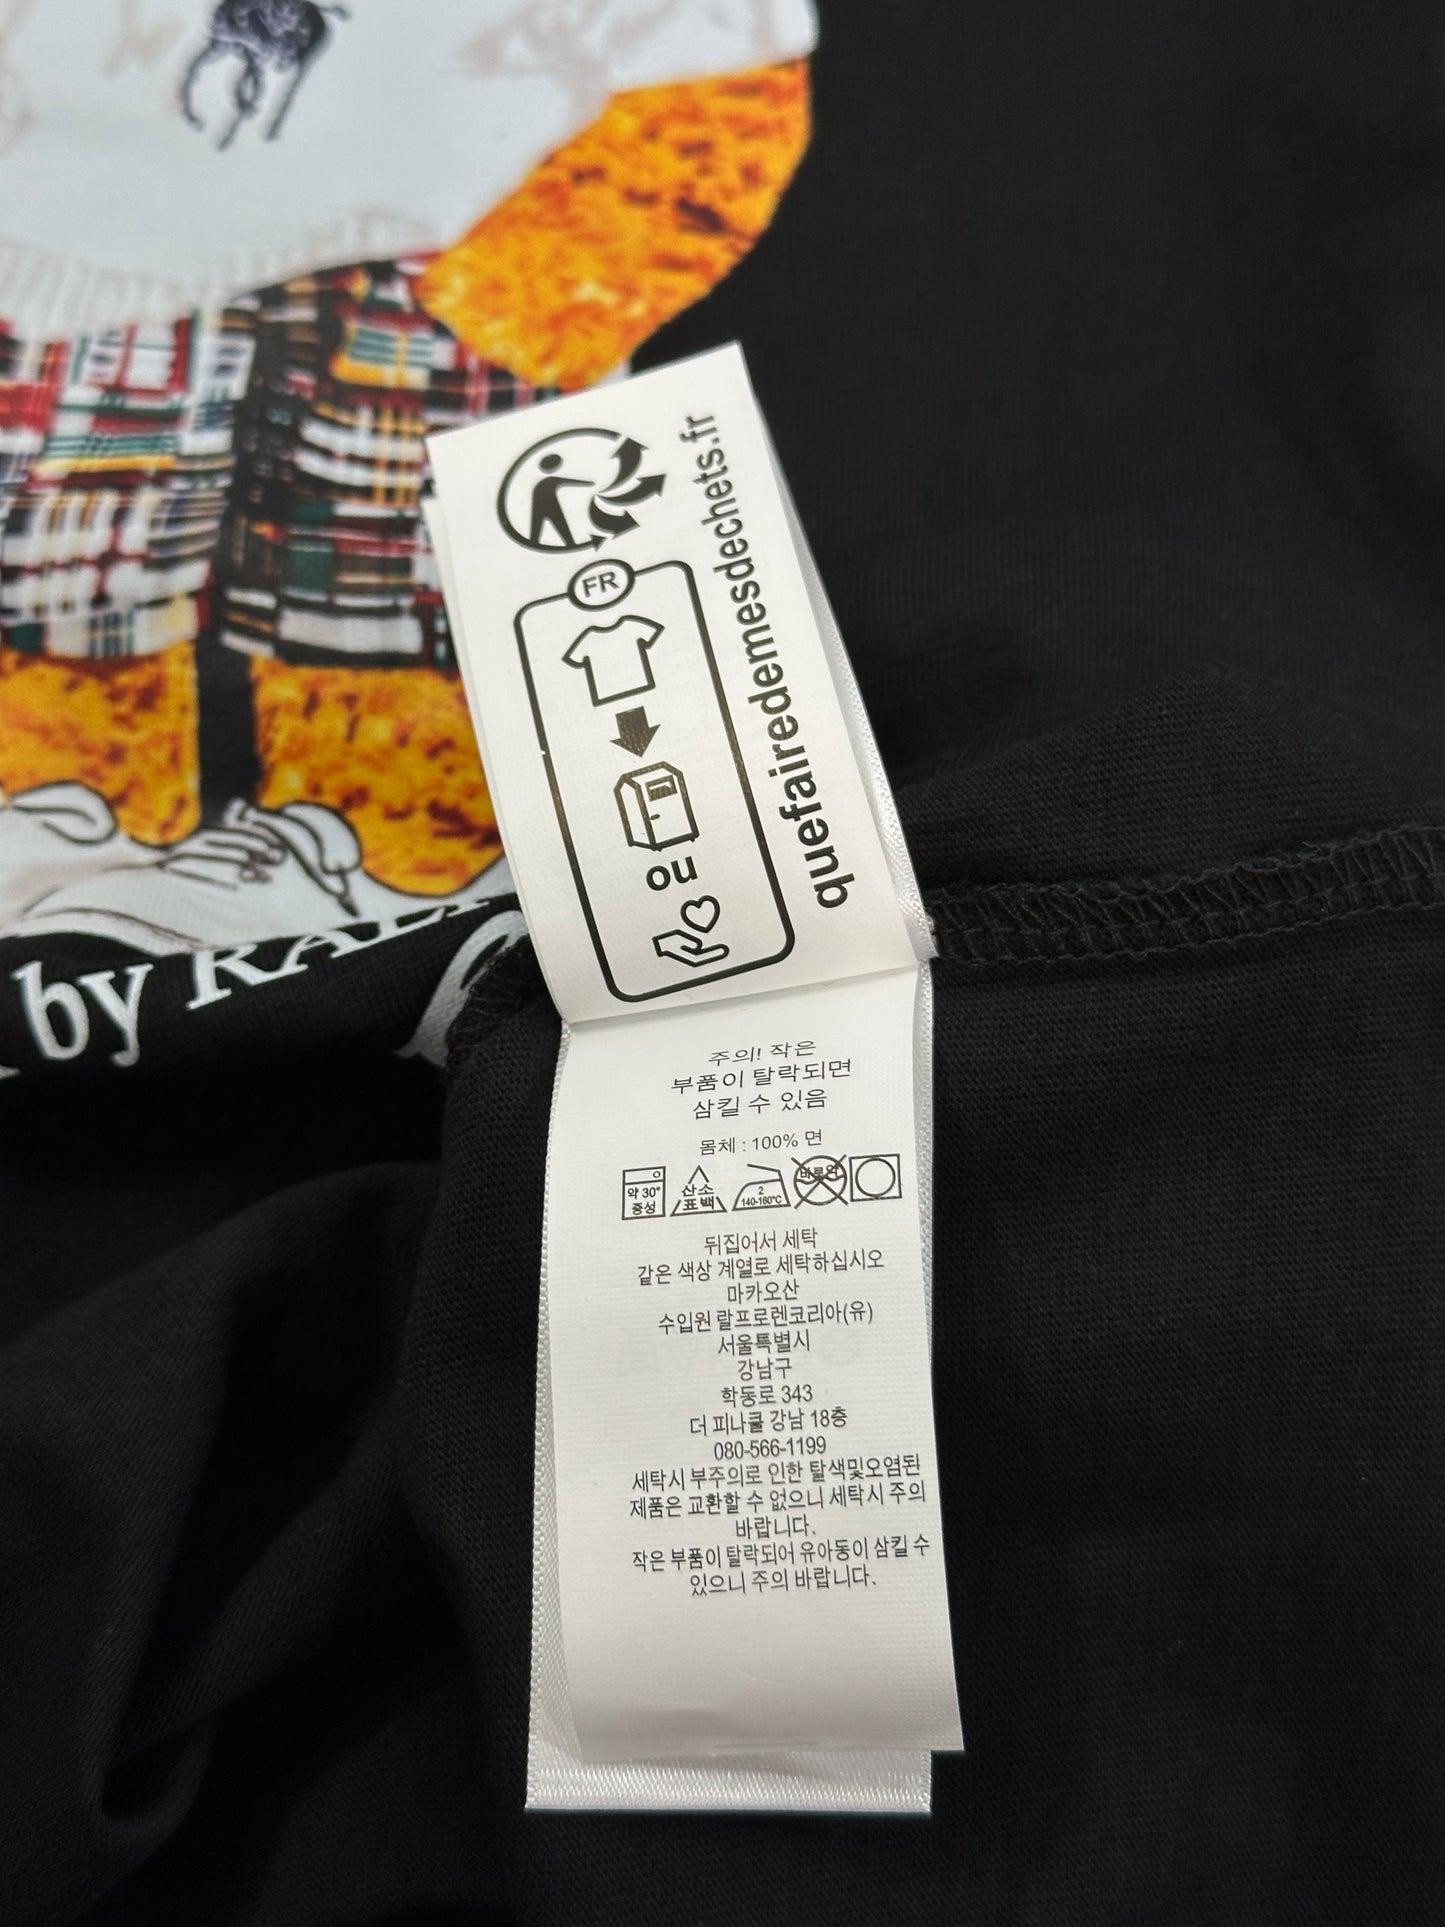 quefairedemesdechets.fr
FR
ou
by RAL
주의! 작은
부품이 탈락되면
삼킬 수 있음
몸체 : 100% 면
약 30°
중성
산소
표백
2
140-160°C
뒤집어서 세탁
같은 색상 계열로 세탁하십시오
마카오산
수입원 랄프로렌코리아(유)
서울특별시
강남구
학동로 343
더 피나클 강남 18층
080-566-1199
세탁시 부주의로 인한 탈색및오염된
제품은 교환할 수 없으니 세탁시 주의
바랍니다.
작은 부품이 탈락되어 유아동이 삼킬 수
있으니 주의 바랍니다.